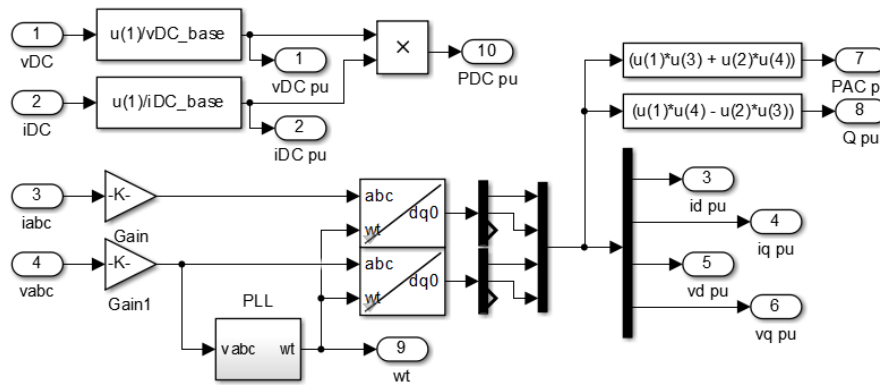 1
vDC
u(1)/vDC_base
1
vDC pu
×
10
PDC pu
2
iDC
u(1)/iDC_base
2
iDC pu
(u(1)*u(3) + u(2)*u(4))
7
PAC p
(u(1)*u(4) - u(2)*u(3))
8
Q pu
3
iabc
-K-
Gain
abc
wt
dq0
4
vabc
-K-
Gain1
abc
wt
dq0
PLL
vabc wt
9
wt
3
id pu
4
iq pu
5
vd pu
6
vq pu